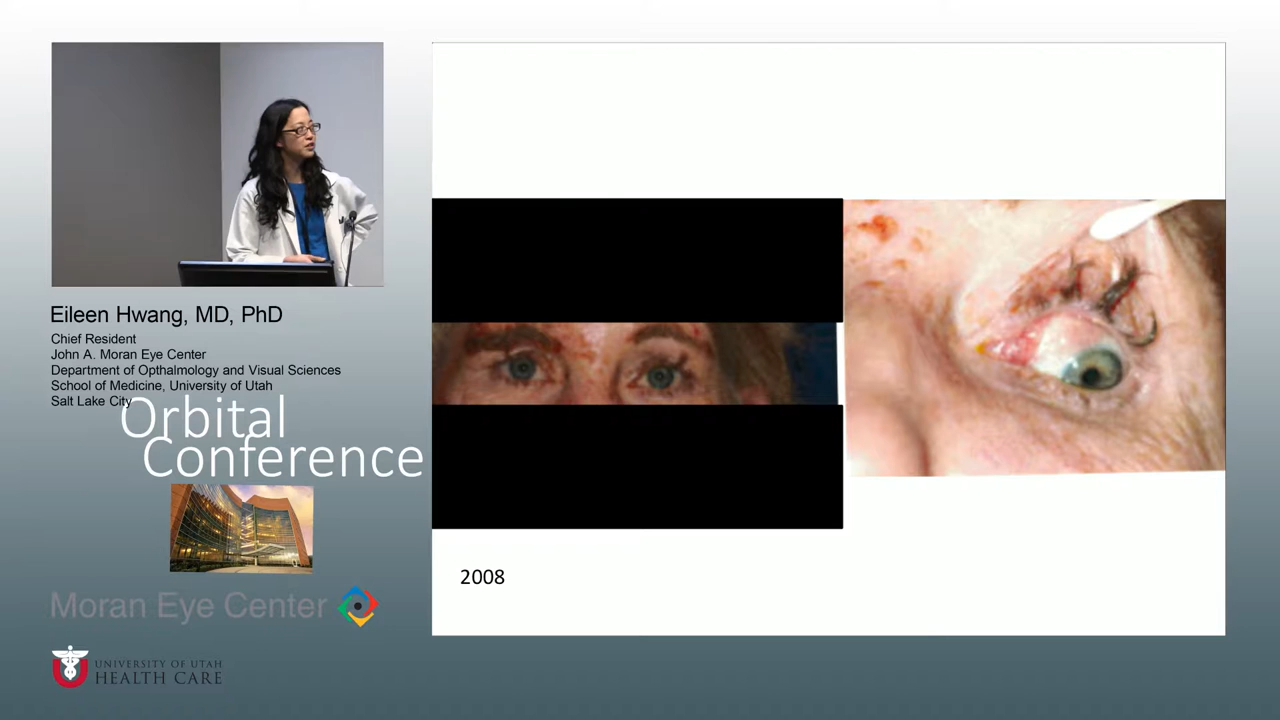 Eileen Hwang, MD, PhD
Chief Resident
John A. Moran Eye Center
Department of Opthalmology and Visual Sciences
School of Medicine, University of Utah
Salt Lake City
Orbital
Conference
Moran Eye Center
U
UNIVERSITY OF UTAH
HEALTH CARE
2008